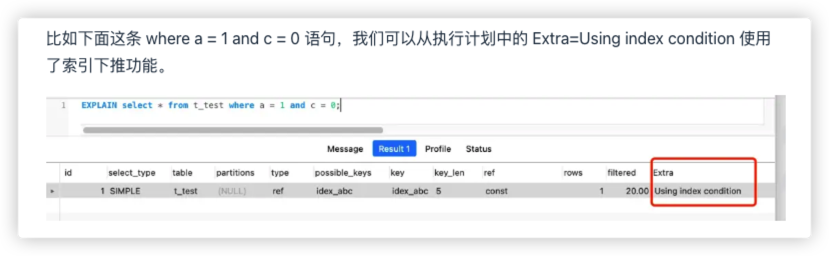 比如下面这条 where a = 1 and c = 0 语句，我们可以从执行计划中的 Extra=Using index condition 使用
了索引下推功能。
1 EXPLAIN select * from t_test where a = 1 and c = 0;
Message Result 1 Profile Status
id select_type table partitions type possible_keys key key_len ref rows filtered Extra
1 SIMPLE t_test (NULL) ref idex_abc idex_abc 5 const 1 20.00 Using index condition